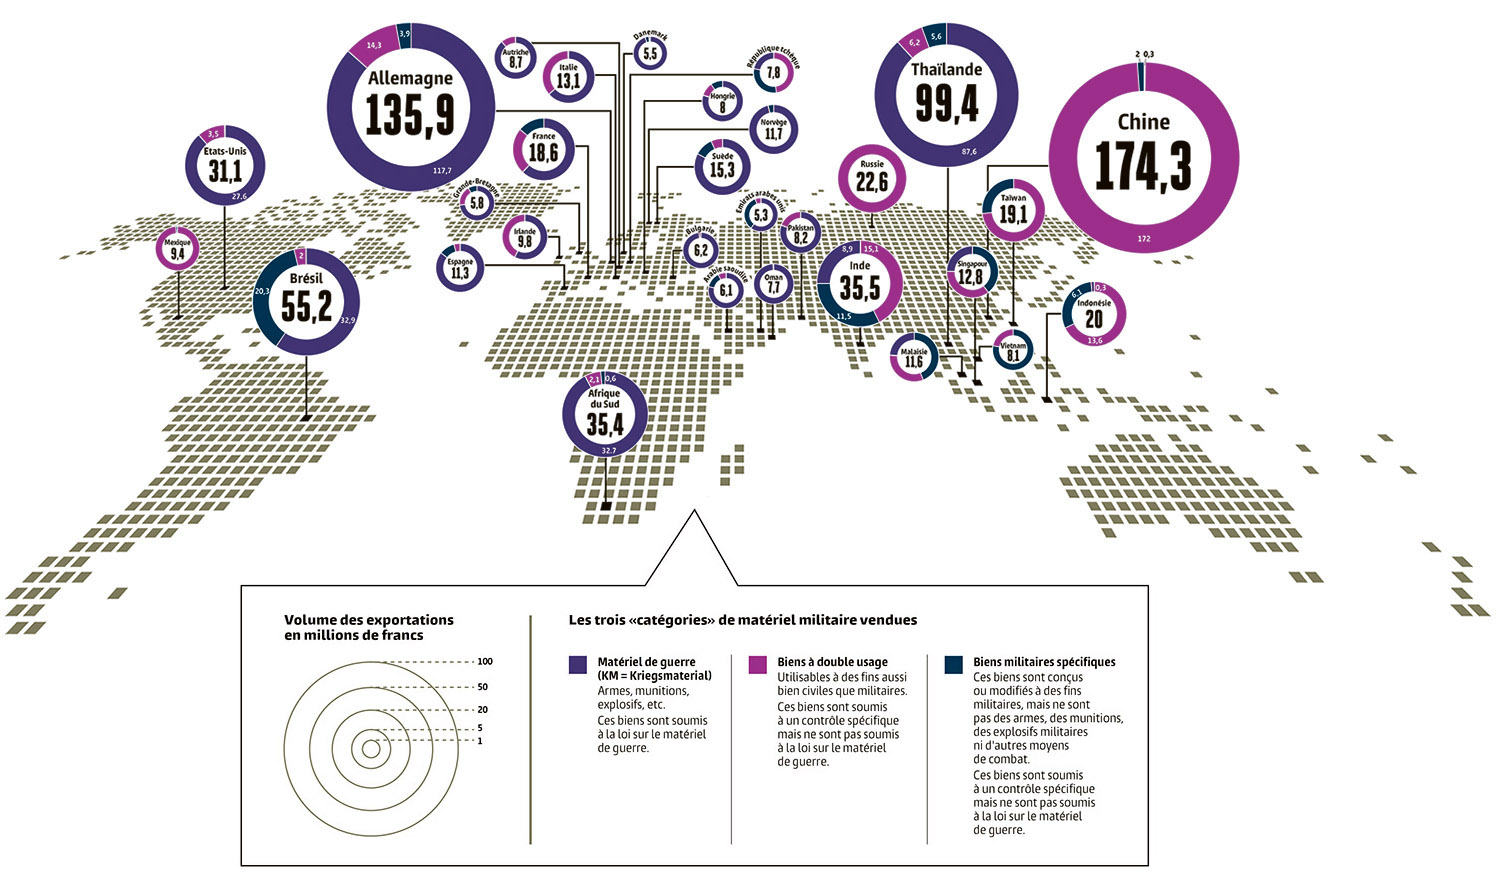 Allemagne
135,9
14,3
3,9
117,7
Autriche
8,7
Italie
13,1
France
18,6
Danemark
5,5
République tchèque
7,8
Hongrie
8
Norvège
11,7
Suède
15,3
Thaïlande
99,4
6,2
5,6
87,6
Chine
174,3
2
0,3
172
Etats-Unis
31,1
3,5
27,6
Mexique
9,4
Brésil
55,2
2
20,3
32,9
Grande-Bretagne
5,8
Irlande
9,8
Espagne
11,3
Bulgarie
6,2
Emirats arabes unis
5,3
Pakistan
8,2
Arabie saoudite
6,1
Oman
7,7
Russie
22,6
Inde
35,5
8,9
15,1
11,5
Taïwan
19,1
Singapour
12,8
Indonésie
20
6,1
0,3
13,6
Malaisie
11,6
Vietnam
8,1
Afrique
du Sud
35,4
2,1
0,6
32.7
Volume des exportations
en millions de francs
100
50
20
5
1
Les trois «catégories» de matériel militaire vendues
Matériel de guerre
(KM = Kriegsmaterial)
Armes, munitions,
explosifs, etc.
Ces biens sont soumis
à la loi sur le matériel
de guerre.
Biens à double usage
Utilisables à des fins aussi
bien civiles que militaires.
Ces biens sont soumis
à un contrôle spécifique
mais ne sont pas soumis
à la loi sur le matériel
de guerre.
Biens militaires spécifiques
Ces biens sont conçus
ou modifiés à des fins
militaires, mais ne sont
pas des armes, des munitions,
des explosifs militaires
ni d'autres moyens
de combat.
Ces biens sont soumis
à un contrôle spécifique
mais ne sont pas soumis
à la loi sur le matériel
de guerre.